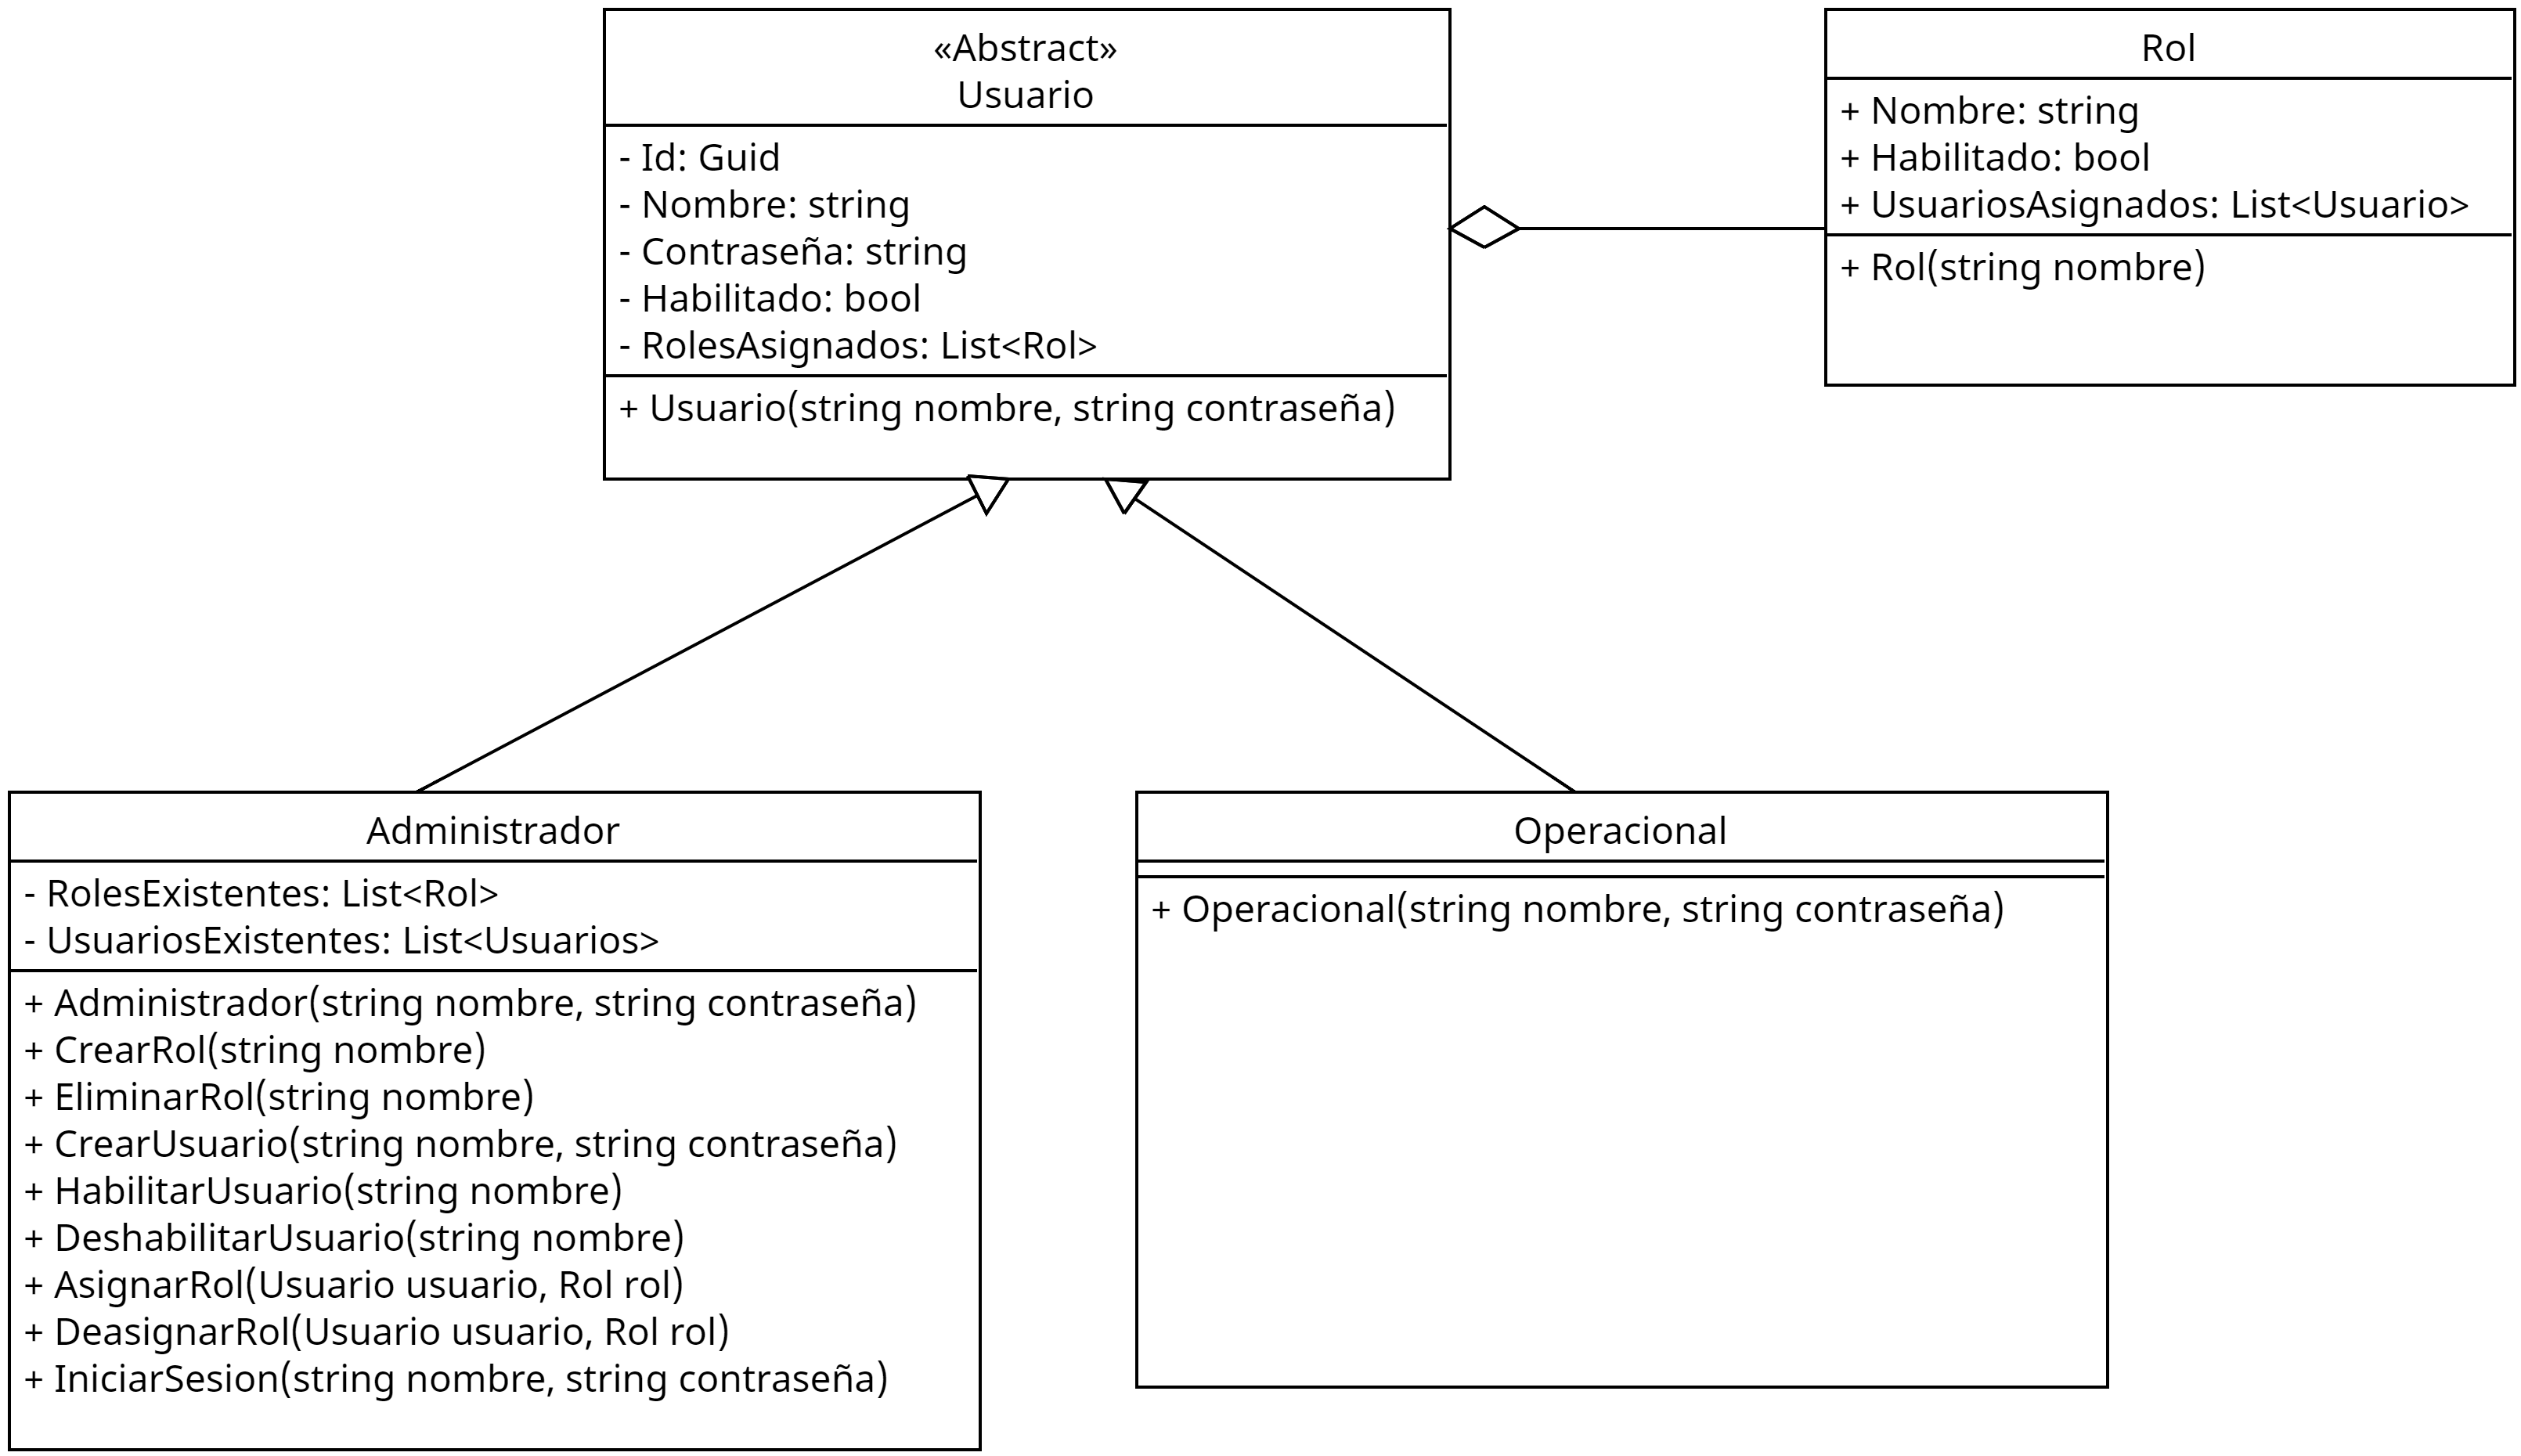 «Abstract»
Usuario
- Id: Guid
- Nombre: string
- Contraseña: string
- Habilitado: bool
- RolesAsignados: List<Rol>
+ Usuario(string nombre, string contraseña)
Rol
+ Nombre: string
+ Habilitado: bool
+ UsuariosAsignados: List<Usuario>
+ Rol(string nombre)
Administrador
- RolesExistentes: List<Rol>
- UsuariosExistentes: List<Usuarios>
+ Administrador(string nombre, string contraseña)
+ CrearRol(string nombre)
+ EliminarRol(string nombre)
+ CrearUsuario(string nombre, string contraseña)
+ HabilitarUsuario(string nombre)
+ DeshabilitarUsuario(string nombre)
+ AsignarRol(Usuario usuario, Rol rol)
+ DeasignarRol(Usuario usuario, Rol rol)
+ IniciarSesion(string nombre, string contraseña)
Operacional
+ Operacional(string nombre, string contraseña)